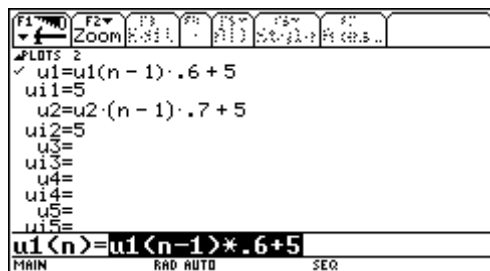 F1 F2 Zoom
PLOTS 2
✓ u1=u1(n - 1)·.6 + 5
ui1=5
u2=u2·(n - 1)·.7 + 5
ui2=5
u3=
ui3=
u4=
ui4=
u5=
ui5=
u1(n)=u1(n-1)*.6+5
MAIN RAD AUTO SEQ